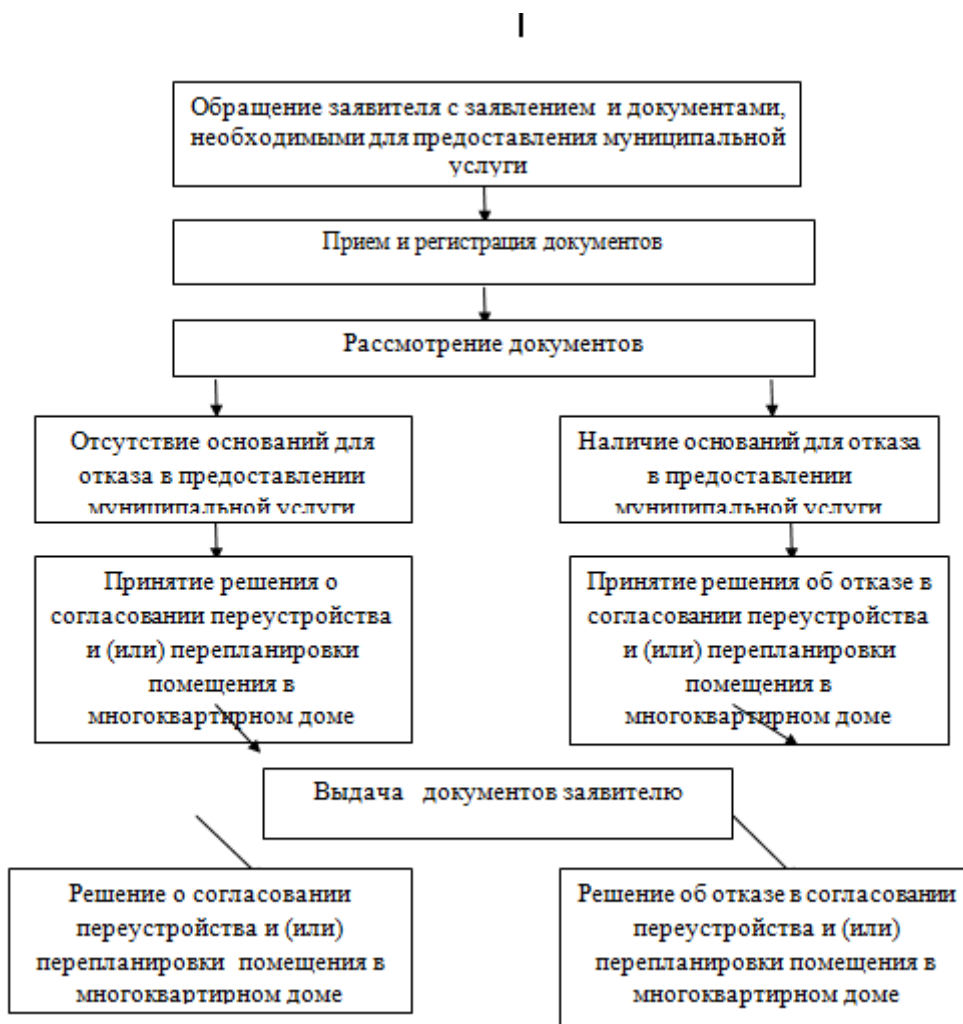 Обращение заявителя с заявлением и документами,
необходимыми для предоставления муниципальной
услуги
Прием и регистрация документов
Рассмотрение документов
Отсутствие оснований для
отказа в предоставлении
муниципальной услуги
Наличие оснований для отказа
в предоставлении
муниципальной услуги
Принятие решения о
согласовании переустройства
и (или) перепланировки
помещения в
многоквартирном доме
Принятие решения об отказе в
согласовании переустройства
и (или) перепланировки
помещения в
многоквартирном доме
Выдача документов заявителю
Решение о согласовании
переустройства и (или)
перепланировки помещения в
многоквартирном доме
Решение об отказе в согласовании
переустройства и (или)
перепланировки помещения в
многоквартирном доме